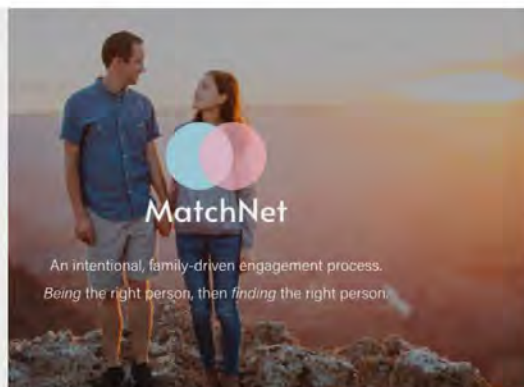 MatchNet
An intentional, family-driven engagement process.
Being the right person, then finding the right person.